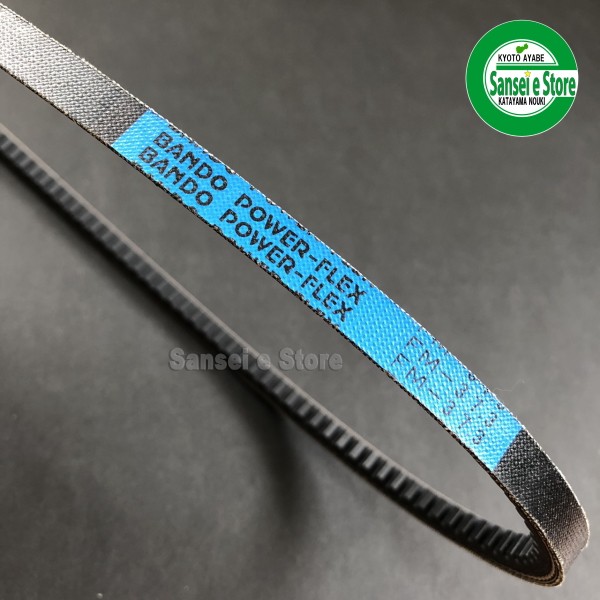 KYOTO AYABE
Sansei e Store
KATAYAMA NOUKI
BANDO POWER-FLEX
BANDO POWER-FLEX
Sansei e Store